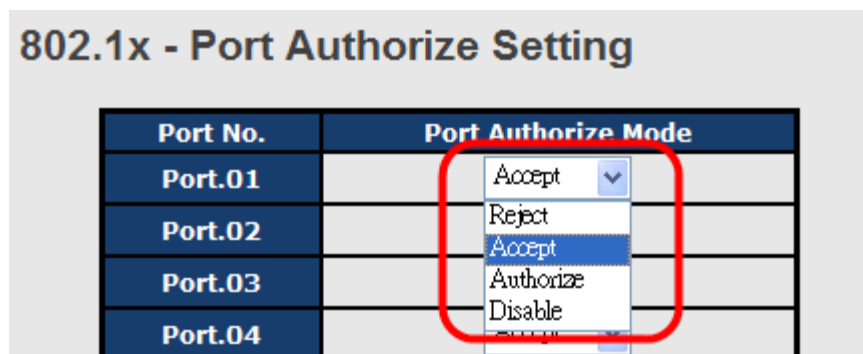 802.1x - Port Authorize Setting
Port No. Port Authorize Mode
Port.01 Accept
Reject
Port.02
Accept
Port.03 Authorize
Disable
Port.04